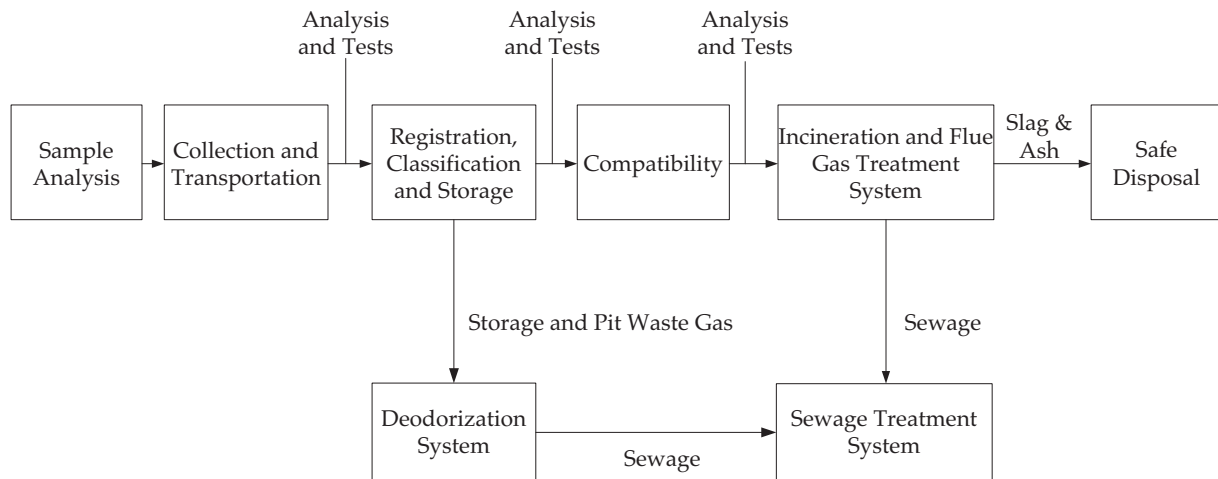 Analysis
and Tests
Analysis
and Tests
Analysis
and Tests
Sample
Analysis
Collection and
Transportation
Registration,
Classification
and Storage
Compatibility
Incineration and Flue
Gas Treatment
System
Slag &
Ash
Safe
Disposal
Storage and Pit Waste Gas
Sewage
Deodorization
System
Sewage
Sewage Treatment
System